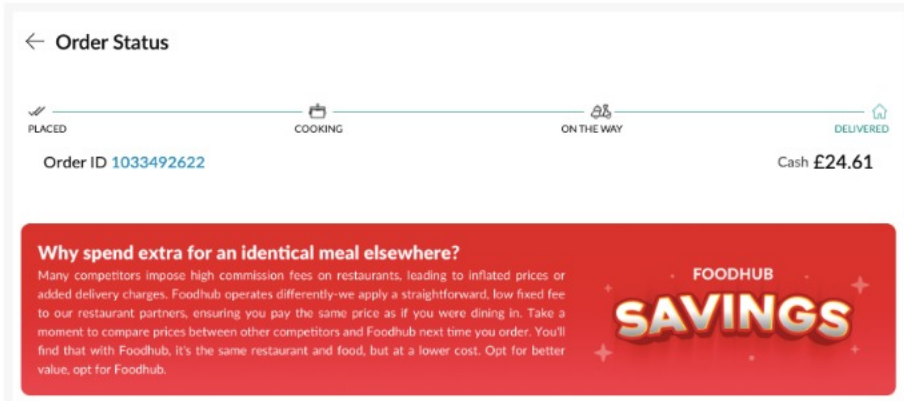 Order Status
PLACED COOKING ON THE WAY DELIVERED
Order ID 1033492622 Cash £24.61
Why spend extra for an identical meal elsewhere?
Many competitors impose high commission fees on restaurants, leading to inflated prices or
added delivery charges. Foodhub operates differently-we apply a straightforward, low fixed fee
to our restaurant partners, ensuring you pay the same price as if you were dining in. Take a
moment to compare prices between other competitors and Foodhub next time you order. You'll
find that with Foodhub, it's the same restaurant and food, but at a lower cost. Opt for better
value, opt for Foodhub.
FOODHUB
SAVINGS